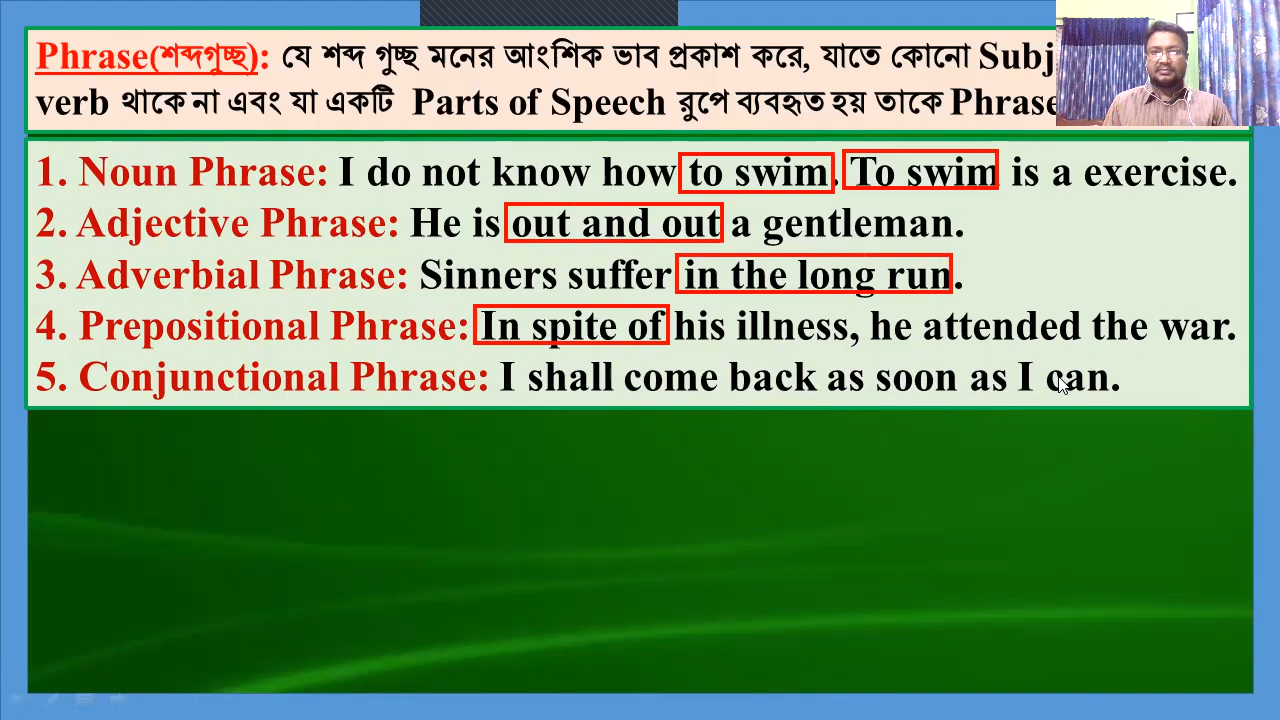 Phrase(শব্দগুচ্ছ): যে শব্দ গুচ্ছ মনের আংশিক ভাব প্রকাশ করে, যাতে কোনো Subj
verb থাকে না এবং যা একটি Parts of Speech রুপে ব্যবহৃত হয় তাকে Phrase
1. Noun Phrase: I do not know how to swim. To swim is a exercise.
2. Adjective Phrase: He is out and out a gentleman.
3. Adverbial Phrase: Sinners suffer in the long run.
4. Prepositional Phrase: In spite of his illness, he attended the war.
5. Conjunctional Phrase: I shall come back as soon as I can.